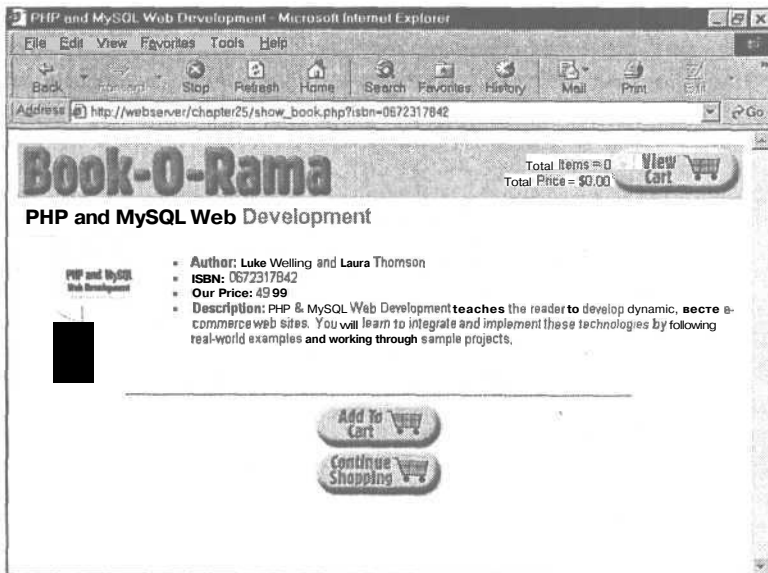 PHP and MySQL Web Development - Microsoft Internet Explorer
File Edit View Favorites Tools Help
Back Forward Stop Refresh Home Search Favorites History Mail Print Edit
Address http://webserver/chapter25/show_book.php?isbn=0672317842 Go
Book-O-Rama
Total Items = 0
Total Price = $0.00
View Cart
PHP and MySQL Web Development
PHP and MySQL
Web Development
Author: Luke Welling and Laura Thomson
ISBN: 0672317842
Our Price: 49 99
Description: PHP & MySQL Web Development teaches the reader to develop dynamic, весте e-
commerce web sites. You will learn to integrate and implement these technologies by following
real-world examples and working through sample projects,
Add To
Cart
Continue
Shopping